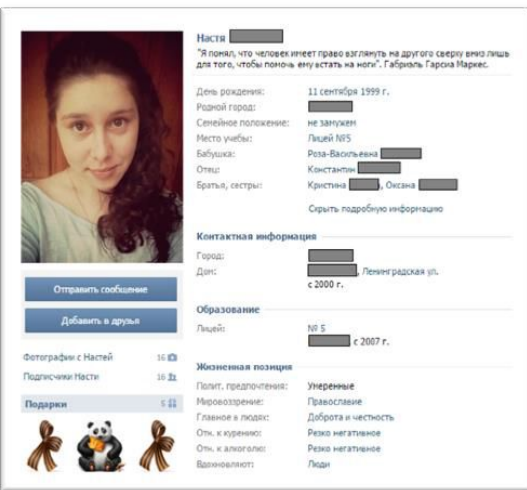 Настя
"Я понял, что человек имеет право взглянуть на другого сверху вниз лишь
для того, чтобы помочь ему встать на ноги". Габриэль Гарсиа Маркес.
День рождения: 11 сентября 1999 г.
Родной город:
Семейное положение: не замужем
Место учебы: Лицей №5
Бабушка: Роза-Васильевна
Отец: Константин
Братья, сестры: Кристина , Оксана
Скрыть подробную информацию
Контактная информация
Город:
Дом: , Ленинградская ул.
с 2000 г.
Образование
Лицей: № 5
с 2007 г.
Жизненная позиция
Полит. предпочтения: Умеренные
Мировоззрение: Православие
Главное в людях: Доброта и честность
Отн. к курению: Резко негативное
Отн. к алкоголю: Резко негативное
Вдохновляют: Люди
Отправить сообщение
Добавить в друзья
Фотографии с Настей 16
Подписчики Насти 16
Подарки 5